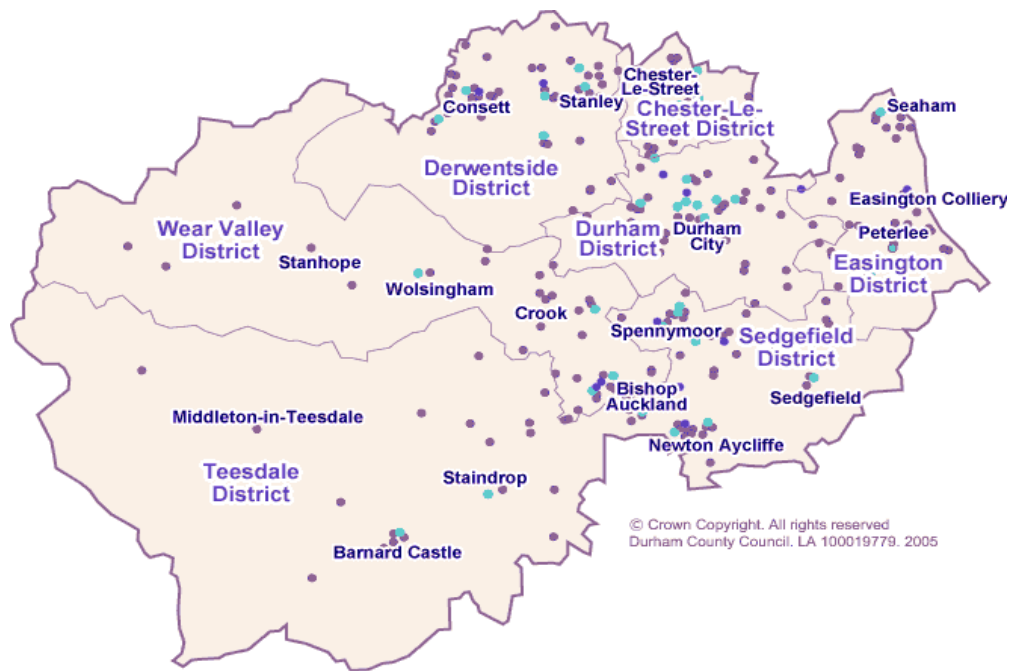 Chester-
Le-Street
Consett
Stanley
Chester-Le-
Street District
Seaham
Derwentside
District
Easington Colliery
Wear Valley
District
Stanhope
Durham
District
Durham
City
Peterlee
Easington
District
Wolsingham
Crook
Spennymoor
Sedgefield
District
Bishop
Auckland
Sedgefield
Middleton-in-Teesdale
Newton Aycliffe
Teesdale
District
Staindrop
Barnard Castle
© Crown Copyright. All rights reserved
Durham County Council. LA 100019779. 2005